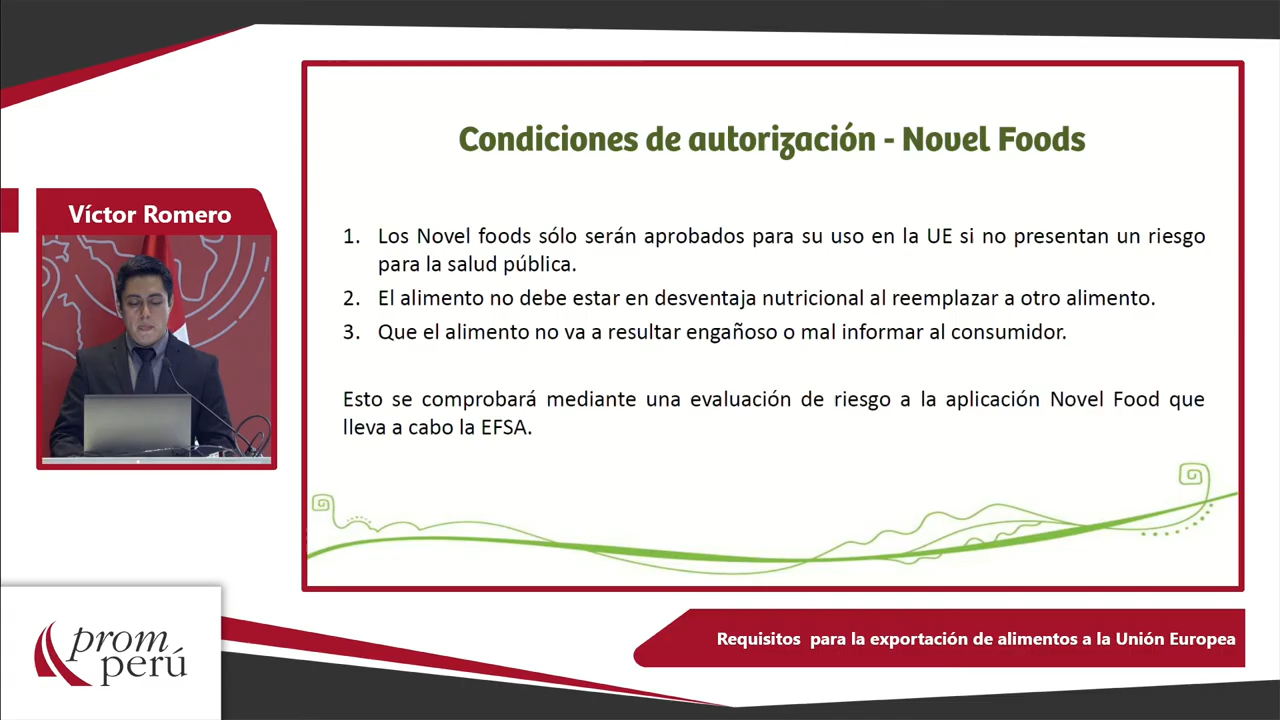 Condiciones de autorización - Novel Foods
Víctor Romero
1. Los Novel foods sólo serán aprobados para su uso en la UE si no presentan un riesgo
para la salud pública.
2. El alimento no debe estar en desventaja nutricional al reemplazar a otro alimento.
3. Que el alimento no va a resultar engañoso o mal informar al consumidor.
Esto se comprobará mediante una evaluación de riesgo a la aplicación Novel Food que
lleva a cabo la EFSA.
prom
perú
Requisitos para la exportación de alimentos a la Unión Europea